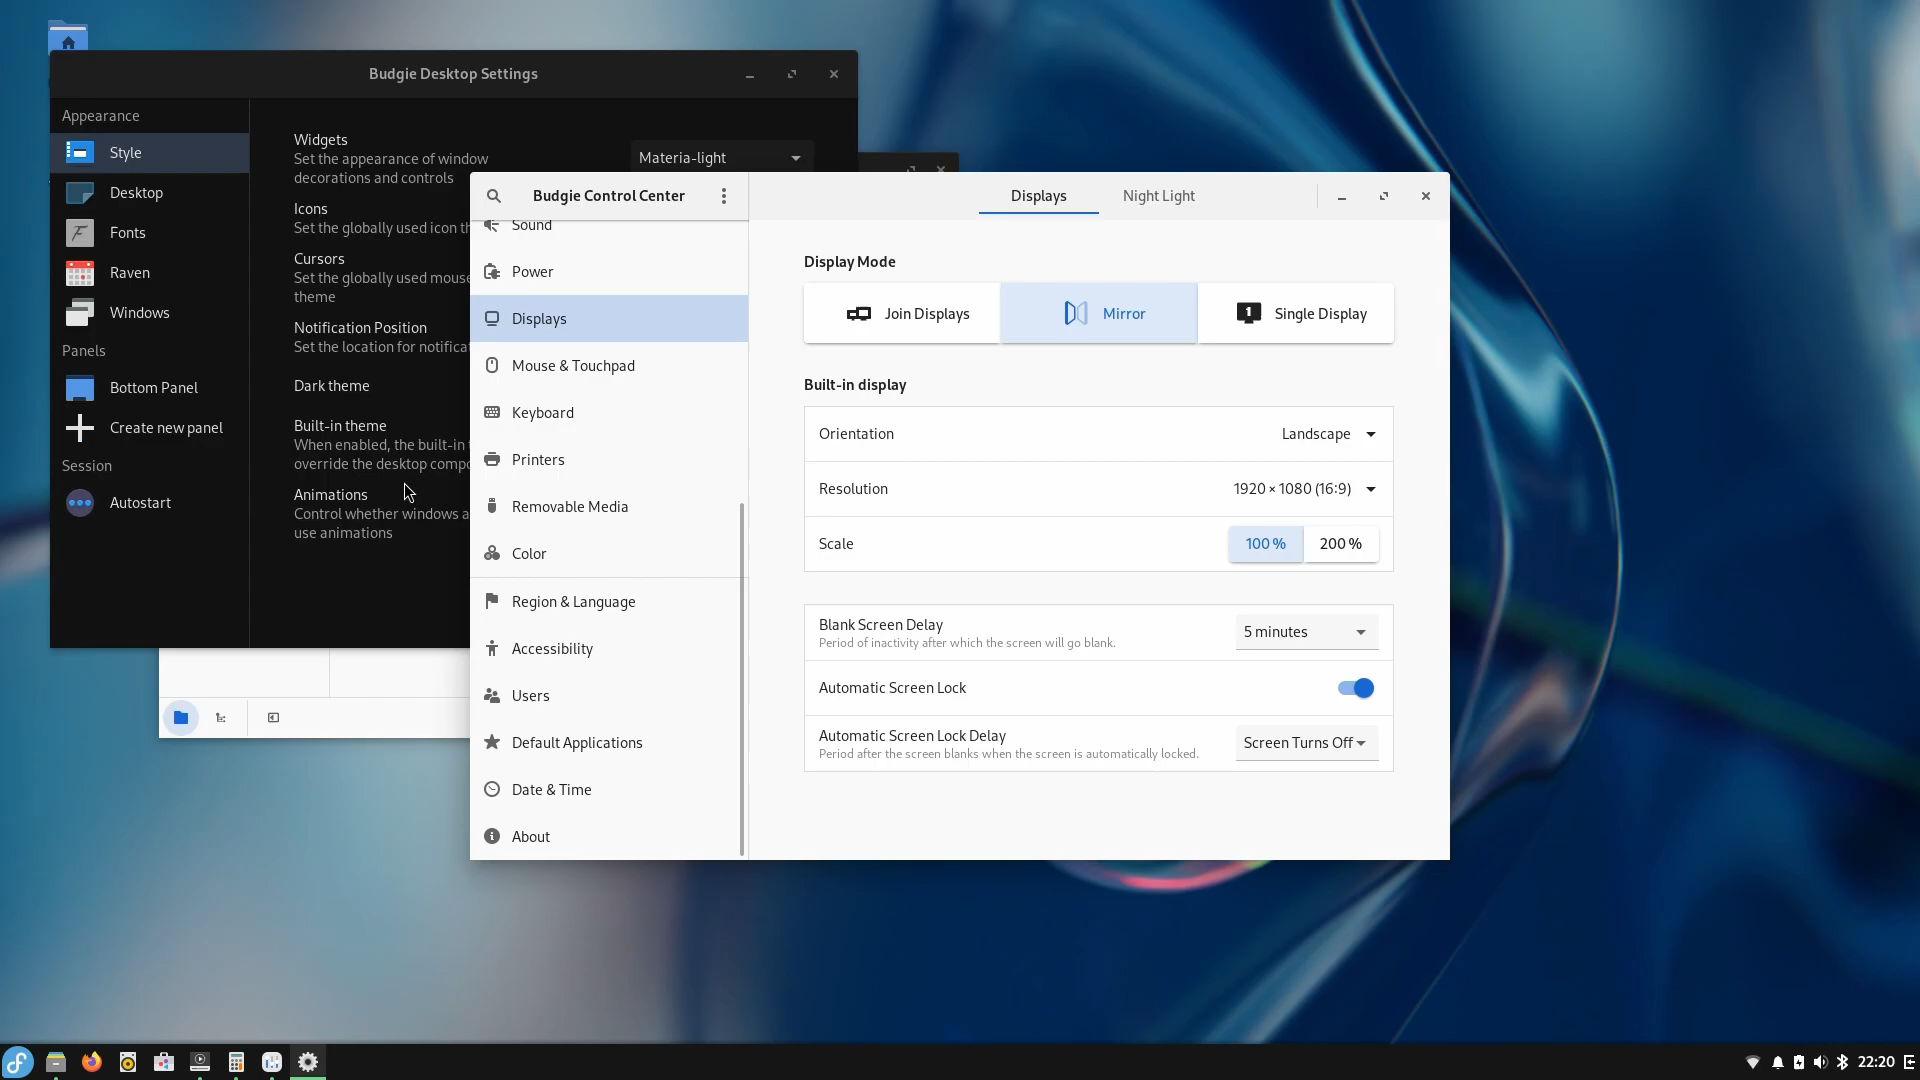 Budgie Desktop Settings
Appearance
Style
Desktop
Fonts
Raven
Windows
Panels
Bottom Panel
Create new panel
Session
Autostart
Widgets
Set the appearance of window
decorations and controls
Materia-light
Icons
Set the globally used icon th
Cursors
Set the globally used mouse
theme
Notification Position
Set the location for notificat
Dark theme
Built-in theme
When enabled, the built-in t
override the desktop compo
Animations
Control whether windows a
use animations
Budgie Control Center
Sound
Power
Displays
Mouse & Touchpad
Keyboard
Printers
Removable Media
Color
Region & Language
Accessibility
Users
Default Applications
Date & Time
About
Displays
Night Light
Display Mode
Join Displays
Mirror
1
Single Display
Built-in display
Orientation
Landscape
Resolution
1920 × 1080 (16:9)
Scale
100 %
200 %
Blank Screen Delay
Period of inactivity after which the screen will go blank.
5 minutes
Automatic Screen Lock
Automatic Screen Lock Delay
Period after the screen blanks when the screen is automatically locked.
Screen Turns Off
22:20